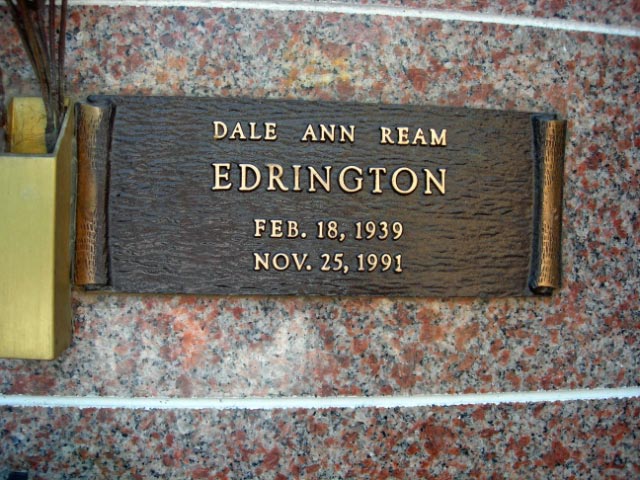 DALE ANN REAM
EDRINGTON
FEB. 18, 1939
NOV. 25, 1991